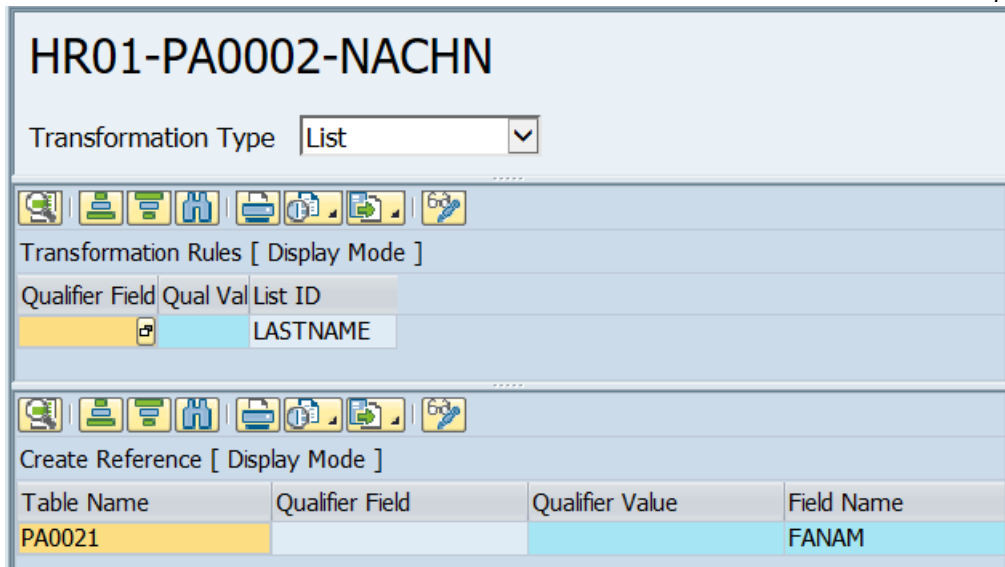 HR01-PA0002-NACHN
Transformation Type List
Transformation Rules [ Display Mode ]
Qualifier Field Qual Val List ID
LASTNAME
Create Reference [ Display Mode ]
Table Name Qualifier Field Qualifier Value Field Name
PA0021 FANAM